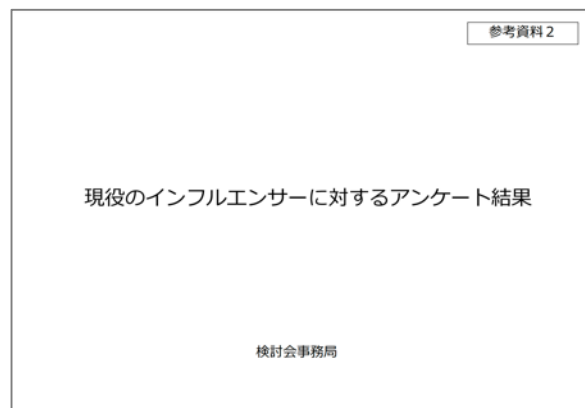 参考資料2
現役のインフルエンサーに対するアンケート結果
検討会事務局